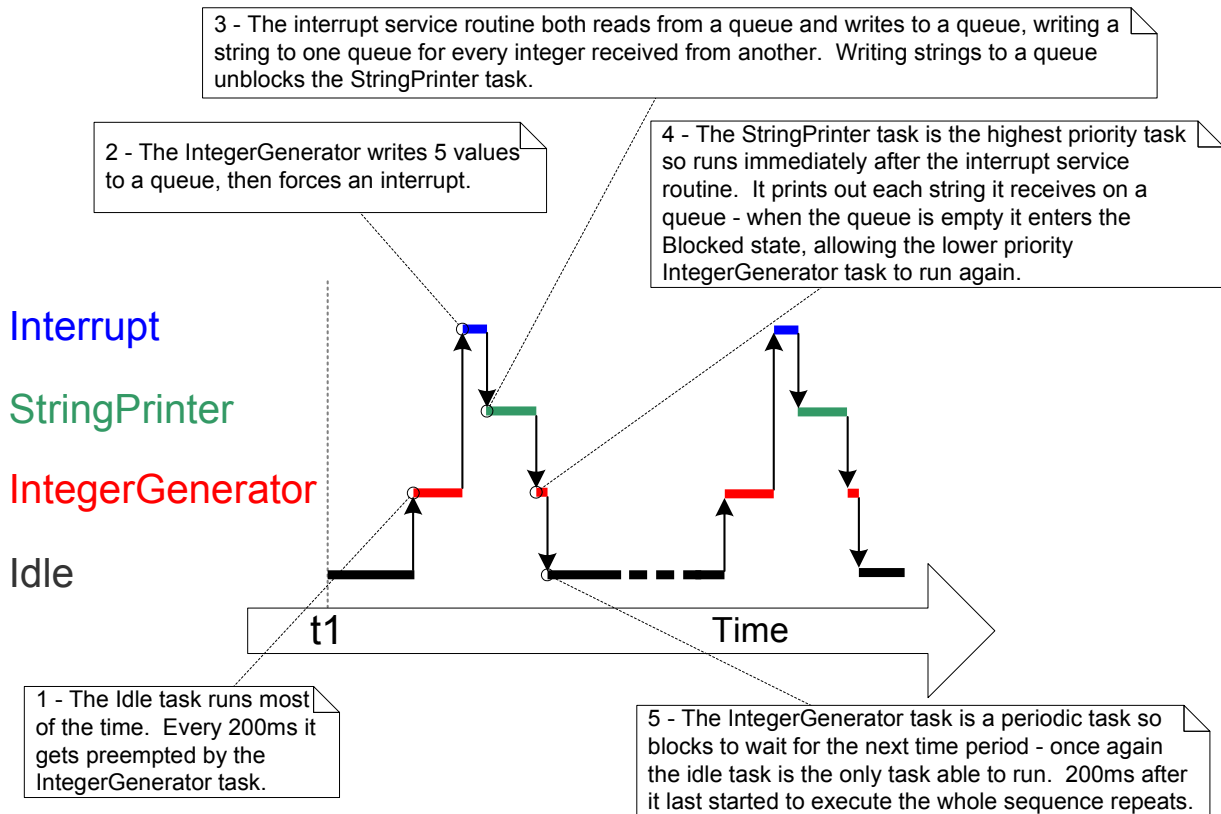 3 - The interrupt service routine both reads from a queue and writes to a queue, writing a
string to one queue for every integer received from another.  Writing strings to a queue
unblocks the StringPrinter task.
2 - The IntegerGenerator writes 5 values
to a queue, then forces an interrupt.
4 - The StringPrinter task is the highest priority task
so runs immediately after the interrupt service
routine.  It prints out each string it receives on a
queue - when the queue is empty it enters the
Blocked state, allowing the lower priority
IntegerGenerator task to run again.
Interrupt
StringPrinter
IntegerGenerator
Idle
t1
Time
1 - The Idle task runs most
of the time.  Every 200ms it
gets preempted by the
IntegerGenerator task.
5 - The IntegerGenerator task is a periodic task so
blocks to wait for the next time period - once again
the idle task is the only task able to run.  200ms after
it last started to execute the whole sequence repeats.